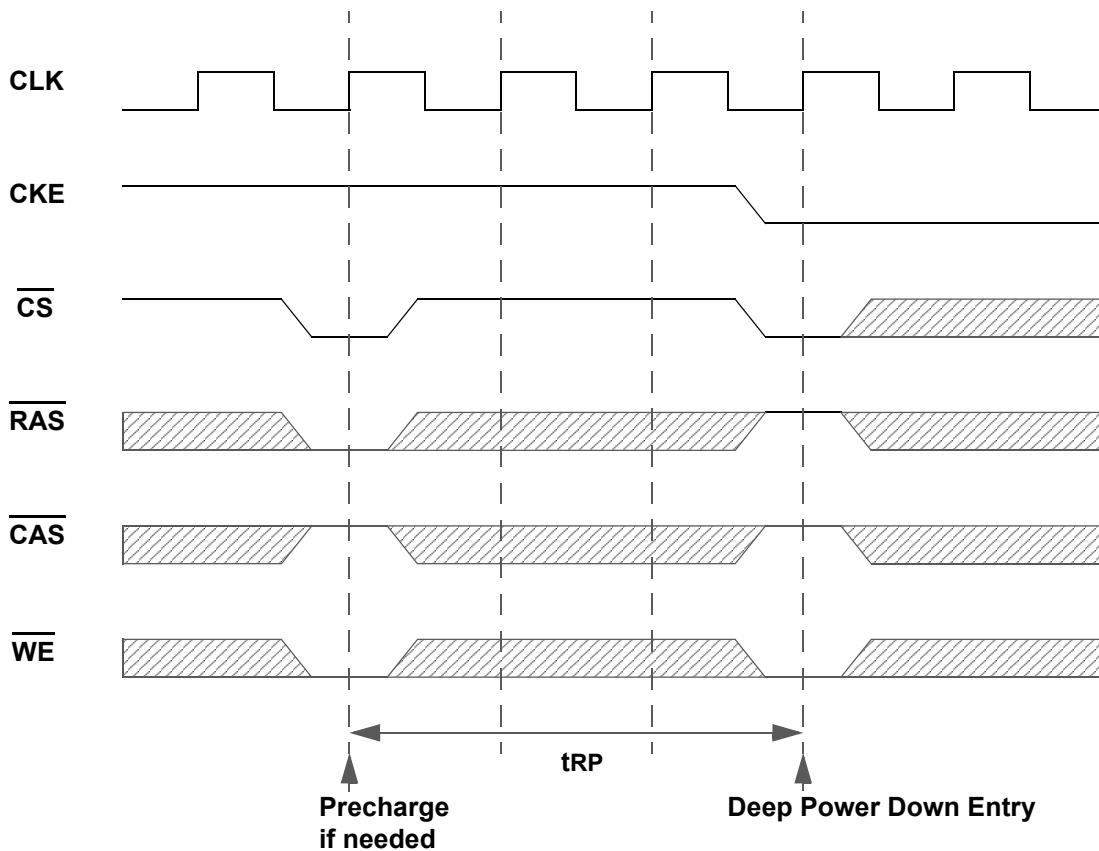 CLK
CKE
CS
RAS
CAS
WE
tRP
Precharge
if needed
Deep Power Down Entry